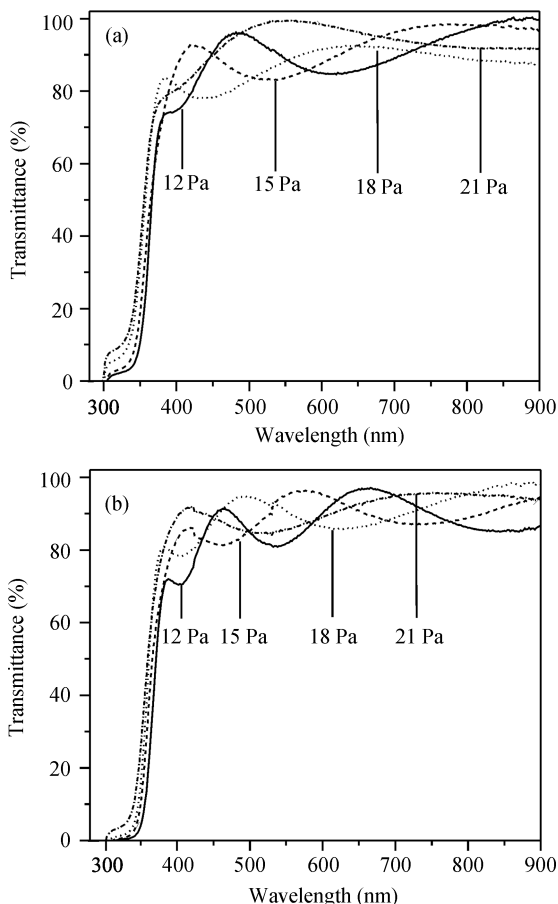 (a)
100
80
60
40
20
0
Transmittance (%)
12 Pa
15 Pa
18 Pa
21 Pa
300 400 500 600 700 800 900
Wavelength (nm)
(b)
100
80
60
40
20
0
Transmittance (%)
12 Pa 15 Pa 18 Pa 21 Pa
300 400 500 600 700 800 900
Wavelength (nm)